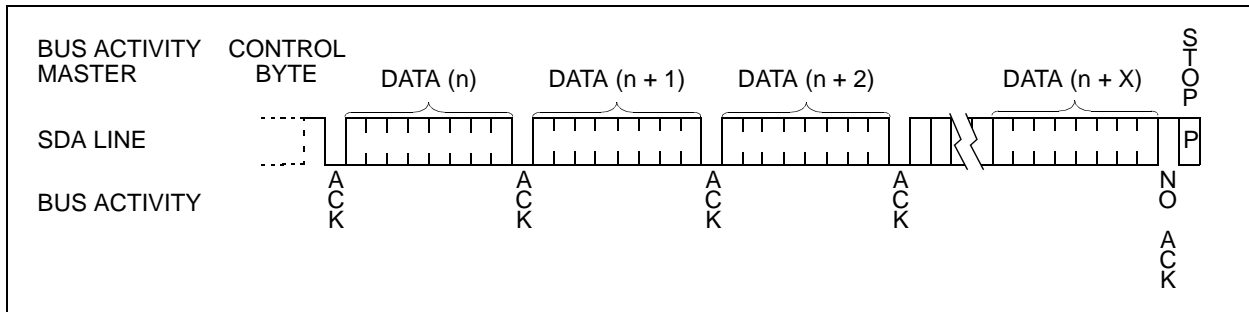 BUS ACTIVITY
MASTER
CONTROL
BYTE
DATA (n)
DATA (n + 1)
DATA (n + 2)
DATA (n + X)
STOP
SDA LINE
P
BUS ACTIVITY
ACK
ACK
ACK
ACK
NO ACK